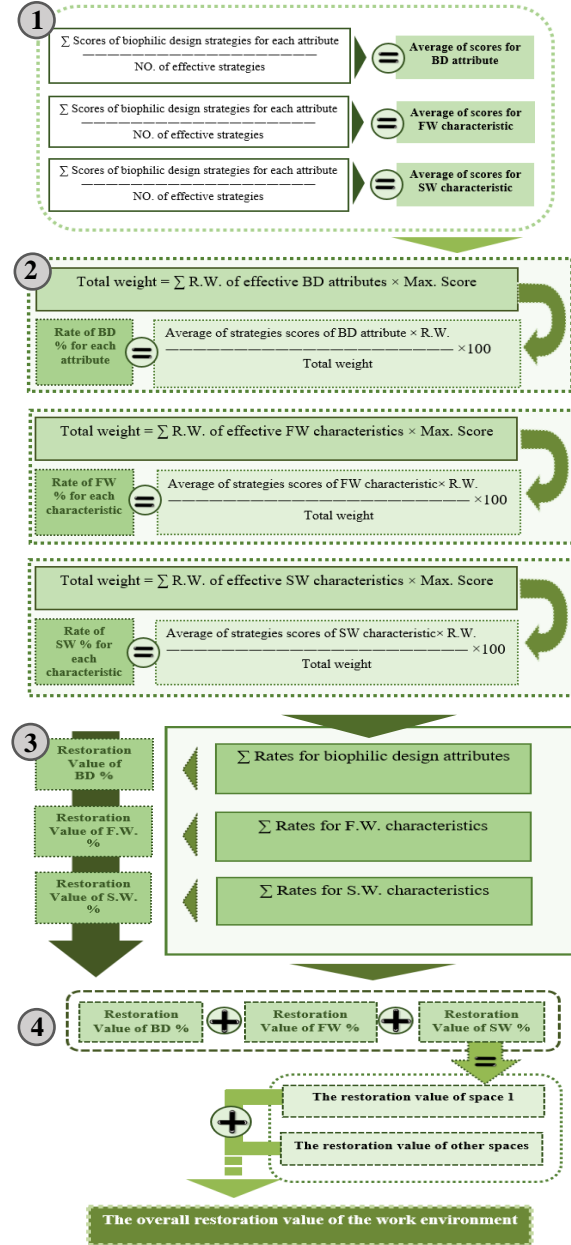 1
∑ Scores of biophilic design strategies for each attribute
———————————————————
NO. of effective strategies
=
Average of scores for
BD attribute
∑ Scores of biophilic design strategies for each attribute
———————————————————
NO. of effective strategies
=
Average of scores for
FW characteristic
∑ Scores of biophilic design strategies for each attribute
———————————————————
NO. of effective strategies
=
Average of scores for
SW characteristic
2
Total weight = ∑ R.W. of effective BD attributes × Max. Score
Rate of BD
% for each
attribute
=
Average of strategies scores of BD attribute × R.W.
——————————————————————— ×100
Total weight
Total weight = ∑ R.W. of effective FW characteristics × Max. Score
Rate of FW
% for each
characteristic
=
Average of strategies scores of FW characteristic× R.W.
——————————————————————— ×100
Total weight
Total weight = ∑ R.W. of effective SW characteristics × Max. Score
Rate of
SW % for
each
characteristic
=
Average of strategies scores of SW characteristic× R.W.
——————————————————————— ×100
Total weight
3
Restoration
Value of
BD %
∑ Rates for biophilic design attributes
Restoration
Value of F.W.
%
∑ Rates for F.W. characteristics
Restoration
Value of S.W.
%
∑ Rates for S.W. characteristics
4
Restoration
Value of BD %
+
Restoration
Value of FW %
+
Restoration
Value of SW %
=
The restoration value of space 1
+
The restoration value of other spaces
The overall restoration value of the work environment